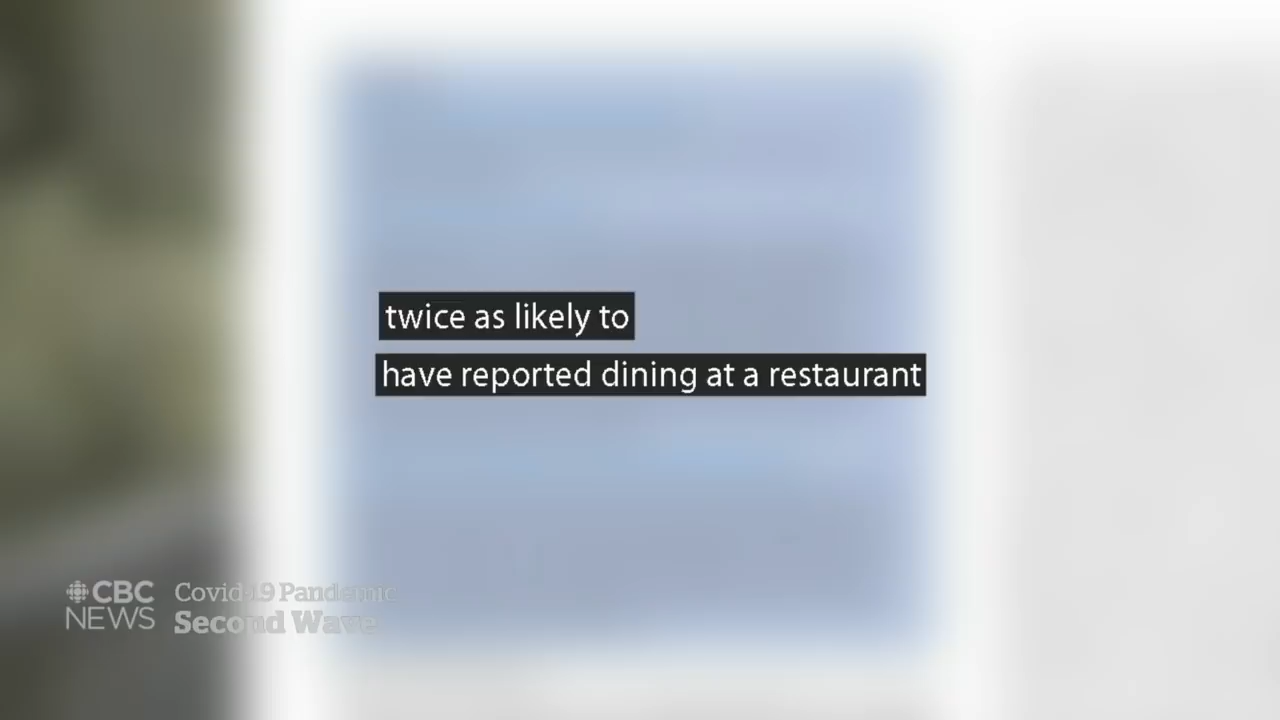 twice as likely to
have reported dining at a restaurant
CBC
NEWS
Covid-19 Pandemic
Second Wave